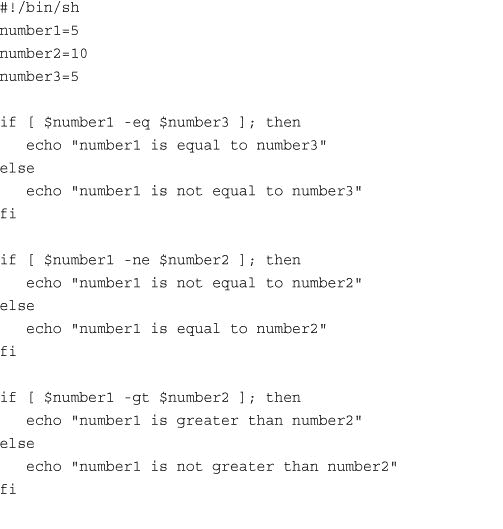 #!/bin/sh
number1=5
number2=10
number3=5

if [ $number1 -eq $number3 ]; then
   echo "number1 is equal to number3"
else
   echo "number1 is not equal to number3"
fi

if [ $number1 -ne $number2 ]; then
   echo "number1 is not equal to number2"
else
   echo "number1 is equal to number2"
fi

if [ $number1 -gt $number2 ]; then
   echo "number1 is greater than number2"
else
   echo "number1 is not greater than number2"
fi